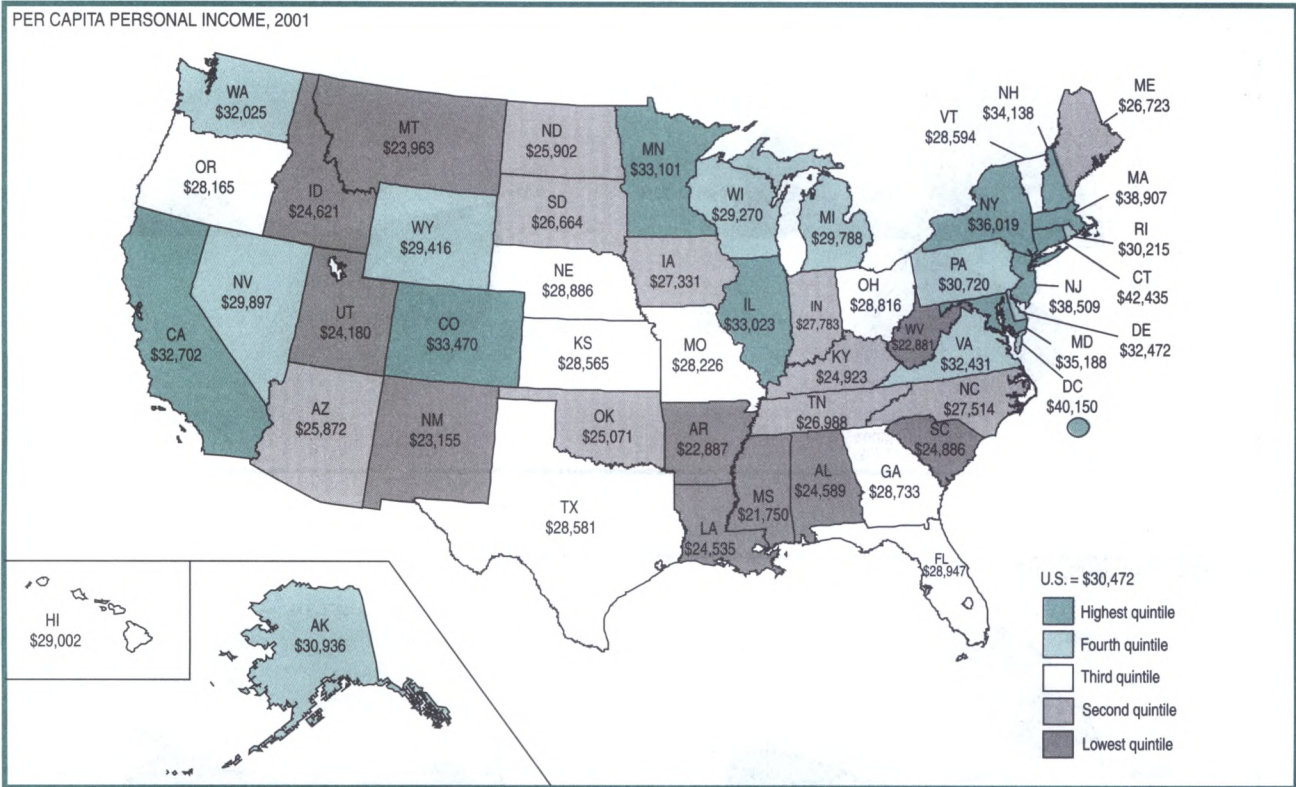 PER CAPITA PERSONAL INCOME, 2001
WA
$32,025
OR
$28,165
CA
$32,702
NV
$29,897
ID
$24,621
MT
$23,963
WY
$29,416
UT
$24,180
CO
$33,470
AZ
$25,872
NM
$23,155
ND
$25,902
SD
$26,664
NE
$28,886
KS
$28,565
OK
$25,071
TX
$28,581
MN
$33,101
IA
$27,331
MO
$28,226
AR
$22,887
LA
$24,535
WI
$29,270
IL
$33,023
MI
$29,788
IN
$27,783
OH
$28,816
KY
$24,923
TN
$26,988
MS
$21,750
AL
$24,589
GA
$28,733
FL
$28,947
SC
$24,886
NC
$27,514
VA
$32,431
WV
$22,881
PA
$30,720
NY
$36,019
VT
$28,594
NH
$34,138
ME
$26,723
MA
$38,907
RI
$30,215
CT
$42,435
NJ
$38,509
DE
$32,472
MD
$35,188
DC
$40,150
HI
$29,002
AK
$30,936
U.S. = $30,472
Highest quintile
Fourth quintile
Third quintile
Second quintile
Lowest quintile